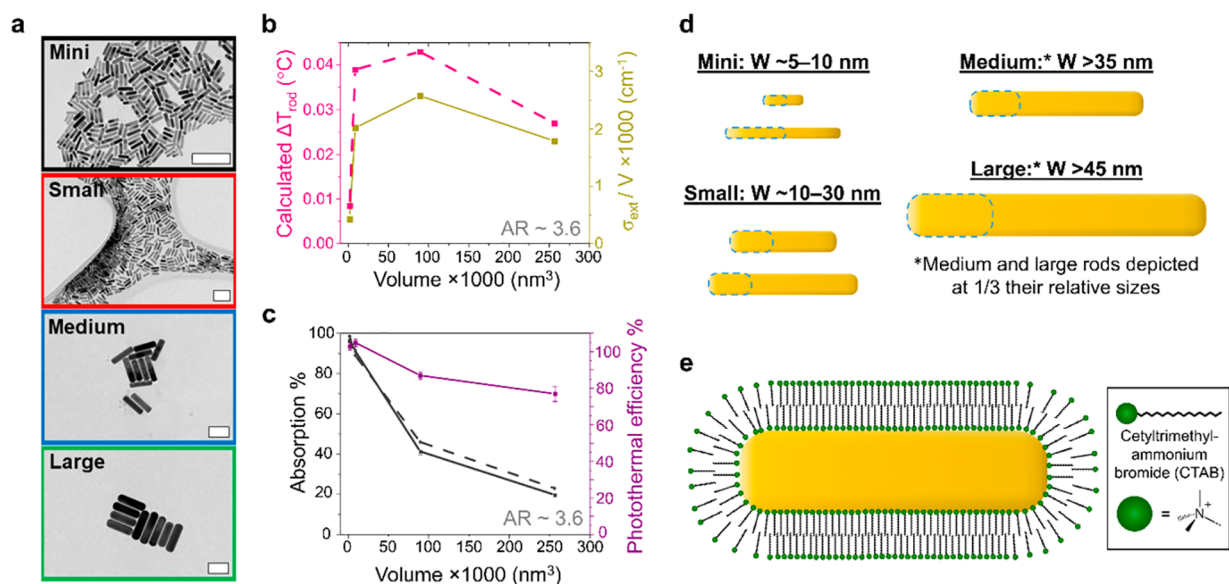 a
Mini
Small
Medium
Large
b
Calculated ΔT_rod (°C)
0.04
0.03
0.02
0.01
0.00
3
2
1
0
σ_ext / V ×1000 (cm⁻¹)
AR ~ 3.6
0 50 100 150 200 250 300
Volume ×1000 (nm³)
c
Absorption %
100
80
60
40
20
0
100
80
60
40
20
0
Photothermal efficiency %
AR ~ 3.6
0 50 100 150 200 250 300
Volume ×1000 (nm³)
d
Mini: W ~5–10 nm
Small: W ~10–30 nm
Medium:* W >35 nm
Large:* W >45 nm
*Medium and large rods depicted
at 1/3 their relative sizes
e
Cetyltrimethyl-
ammonium
bromide (CTAB)
= N⁺